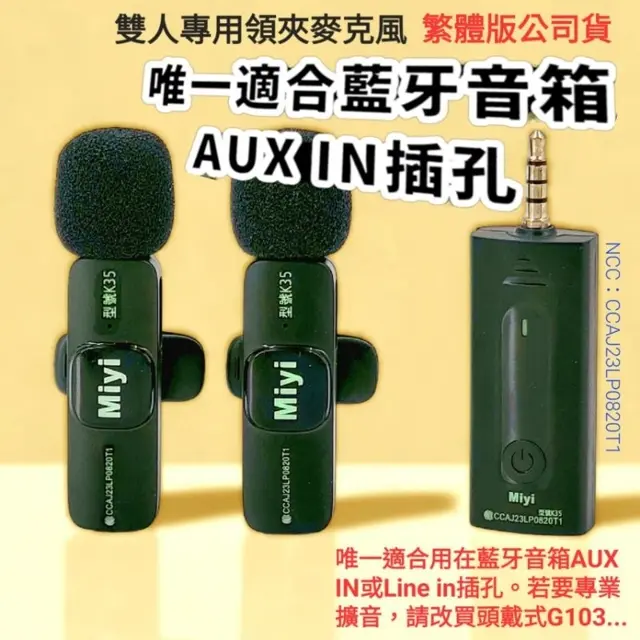 雙人專用領夾麥克風 繁體版公司貨
唯一適合藍牙音箱
AUX IN插孔
型號K35
Miyi
CCAJ23LP0820T1
型號K35
Miyi
CCAJ23LP0820T1
Miyi
型號K35
CCAJ23LP0820T1
NCC：CCAJ23LP0820T1
唯一適合用在藍牙音箱AUX
IN或Line in插孔。若要專業
擴音，請改買頭戴式G103...